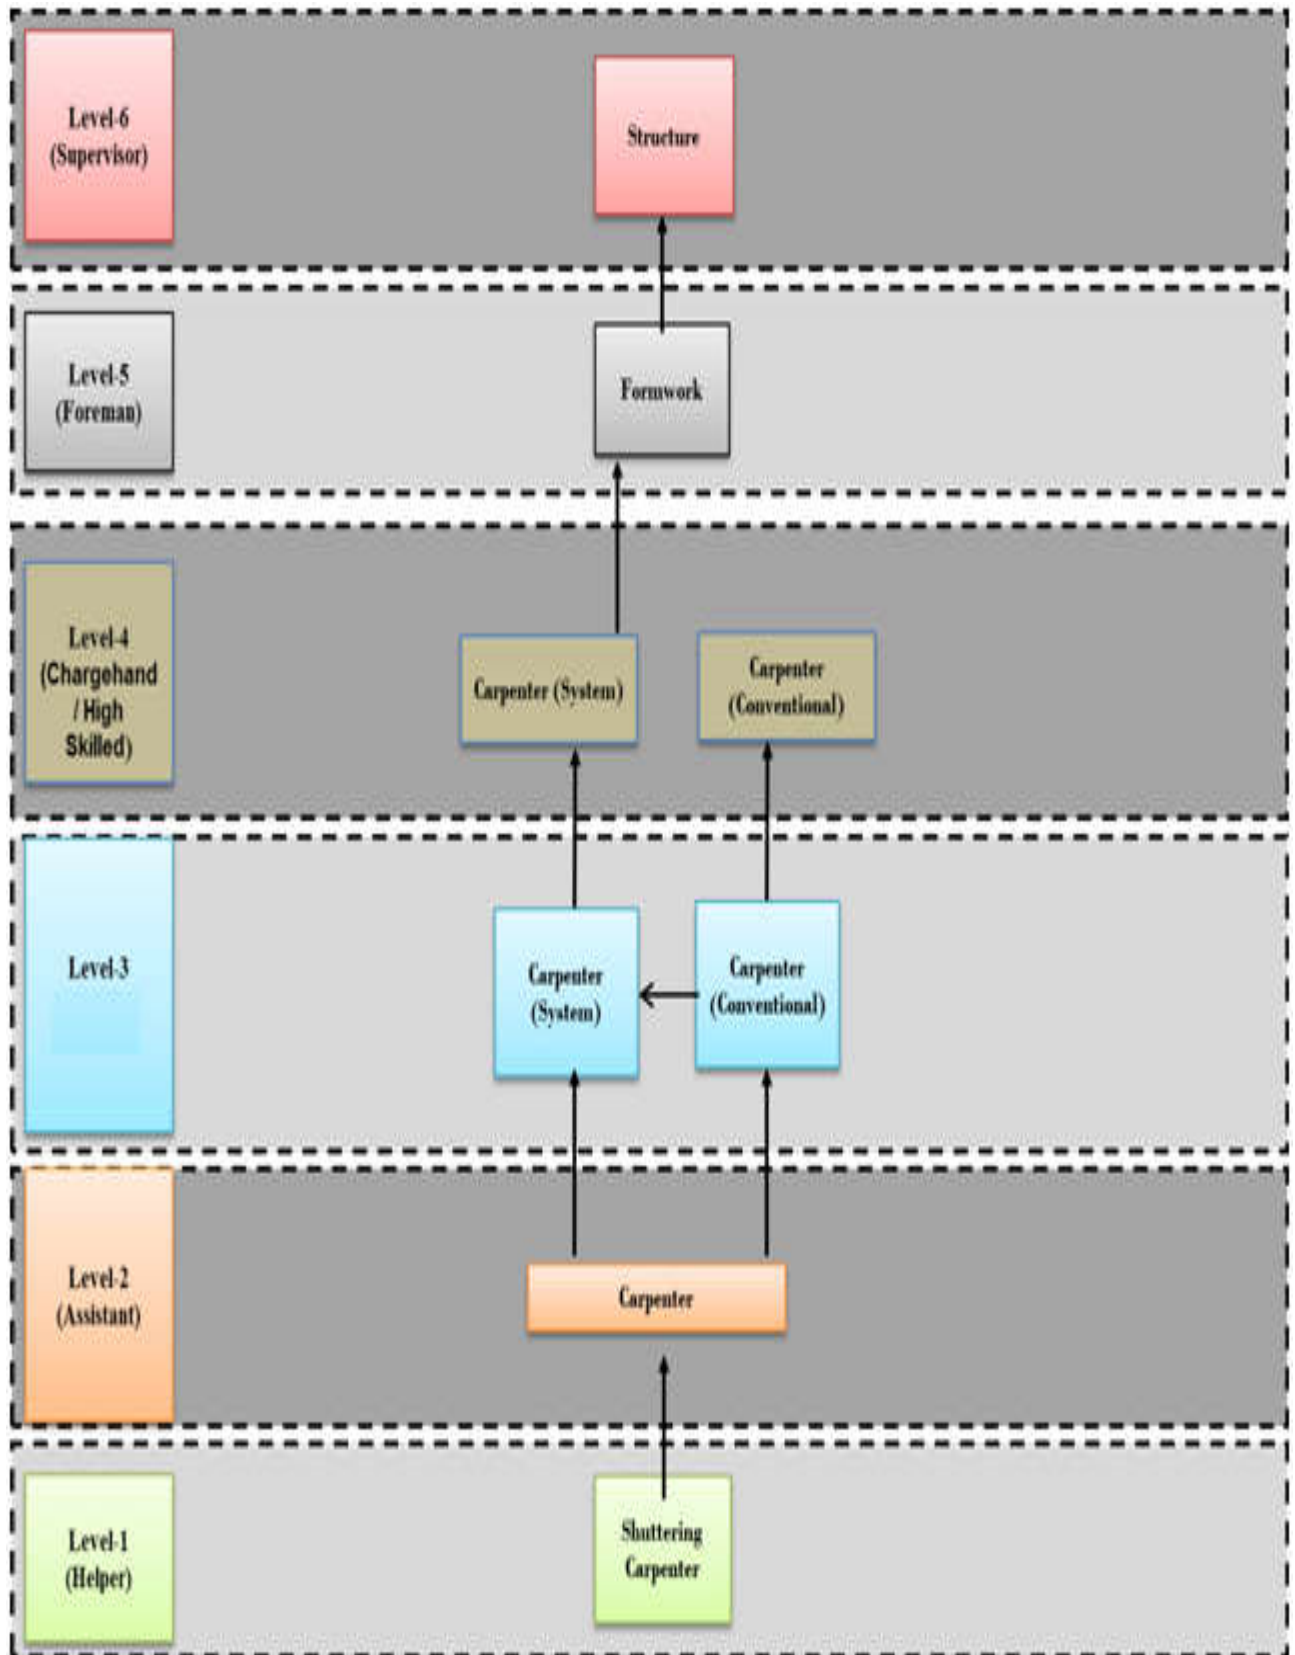 Level-6
(Supervisor)
Structure
Level-5
(Foreman)
Formwork
Level-4
(Chargehand
/ High
Skilled)
Carpenter (System)
Carpenter
(Conventional)
Level-3
Carpenter
(System)
Carpenter
(Conventional)
Level-2
(Assistant)
Carpenter
Level-1
(Helper)
Shuttering
Carpenter